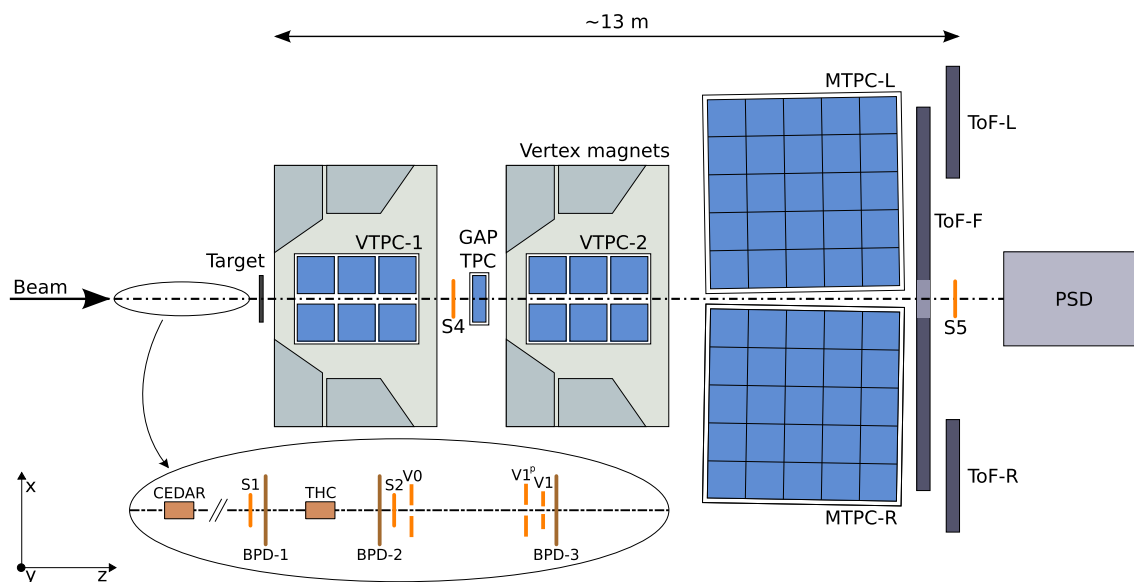 ~13 m
MTPC-L
ToF-L
Vertex magnets
ToF-F
GAP
TPC
VTPC-1
VTPC-2
Target
Beam
S4
S5
PSD
ToF-R
MTPC-R
x
y
z
CEDAR
S1
BPD-1
THC
BPD-2
S2
V0
V1ᵖ
V1
BPD-3